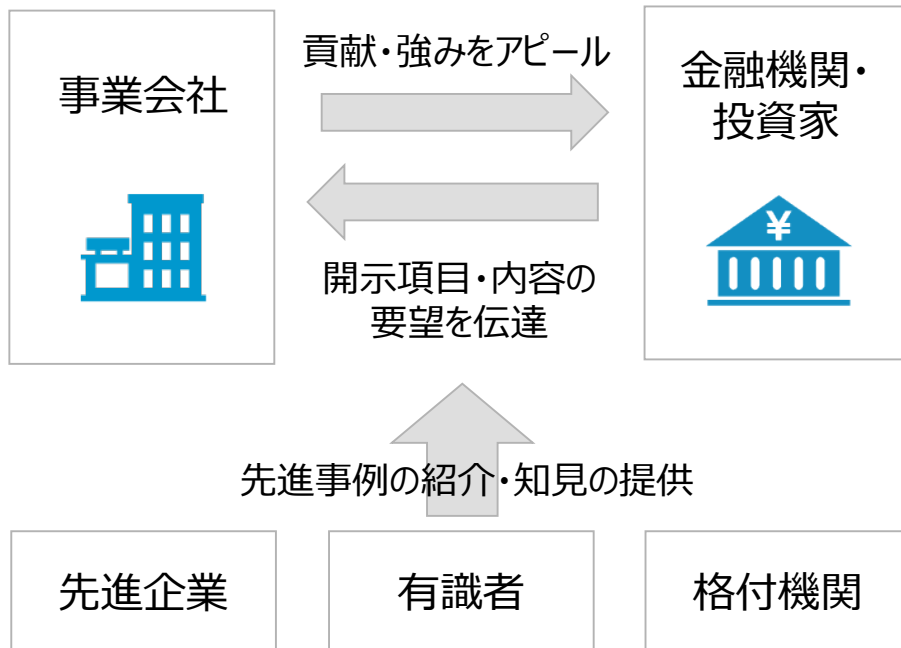 事業会社
貢献・強みをアピール
金融機関・
投資家
¥
開示項目・内容の
要望を伝達
先進事例の紹介・知見の提供
先進企業
有識者
格付機関